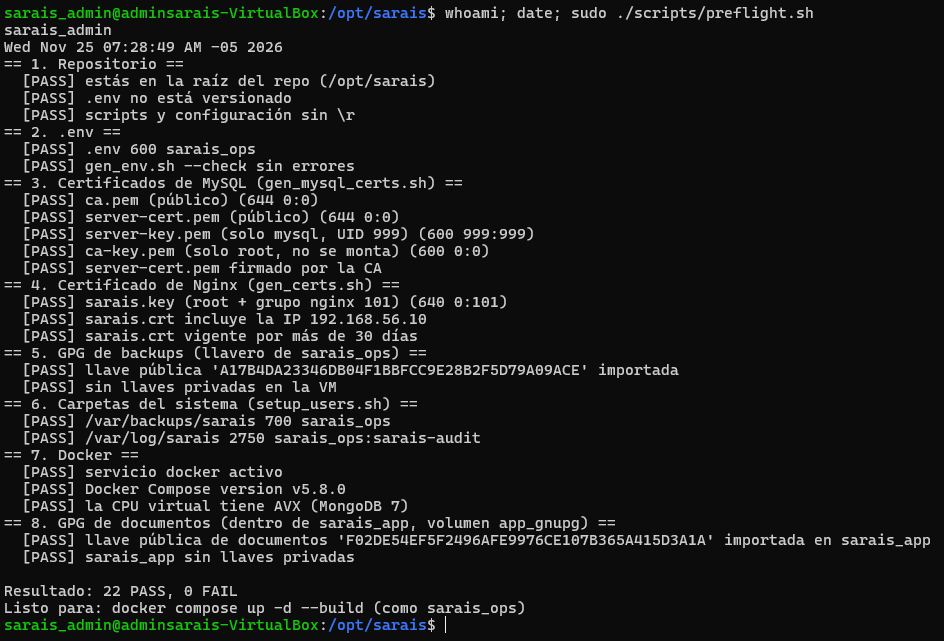 sarais_admin@adminsarais-VirtualBox:/opt/sarais$ whoami; date; sudo ./scripts/preflight.sh
sarais_admin
Wed Nov 25 07:28:49 AM -05 2026
== 1. Repositorio ==
  [PASS] estás en la raíz del repo (/opt/sarais)
  [PASS] .env no está versionado
  [PASS] scripts y configuración sin \r
== 2. .env ==
  [PASS] .env 600 sarais_ops
  [PASS] gen_env.sh --check sin errores
== 3. Certificados de MySQL (gen_mysql_certs.sh) ==
  [PASS] ca.pem (público) (644 0:0)
  [PASS] server-cert.pem (público) (644 0:0)
  [PASS] server-key.pem (solo mysql, UID 999) (600 999:999)
  [PASS] ca-key.pem (solo root, no se monta) (600 0:0)
  [PASS] server-cert.pem firmado por la CA
== 4. Certificado de Nginx (gen_certs.sh) ==
  [PASS] sarais.key (root + grupo nginx 101) (640 0:101)
  [PASS] sarais.crt incluye la IP 192.168.56.10
  [PASS] sarais.crt vigente por más de 30 días
== 5. GPG de backups (llavero de sarais_ops) ==
  [PASS] llave pública 'A17B4DA23346DB04F1BBFCC9E28B2F5D79A09ACE' importada
  [PASS] sin llaves privadas en la VM
== 6. Carpetas del sistema (setup_users.sh) ==
  [PASS] /var/backups/sarais 700 sarais_ops
  [PASS] /var/log/sarais 2750 sarais_ops:sarais-audit
== 7. Docker ==
  [PASS] servicio docker activo
  [PASS] Docker Compose version v5.8.0
  [PASS] la CPU virtual tiene AVX (MongoDB 7)
== 8. GPG de documentos (dentro de sarais_app, volumen app_gnupg) ==
  [PASS] llave pública de documentos 'F02DE54EF5F2496AFE9976CE107B365A415D3A1A' importada en sarais_app
  [PASS] sarais_app sin llaves privadas

Resultado: 22 PASS, 0 FAIL
Listo para: docker compose up -d --build (como sarais_ops)
sarais_admin@adminsarais-VirtualBox:/opt/sarais$